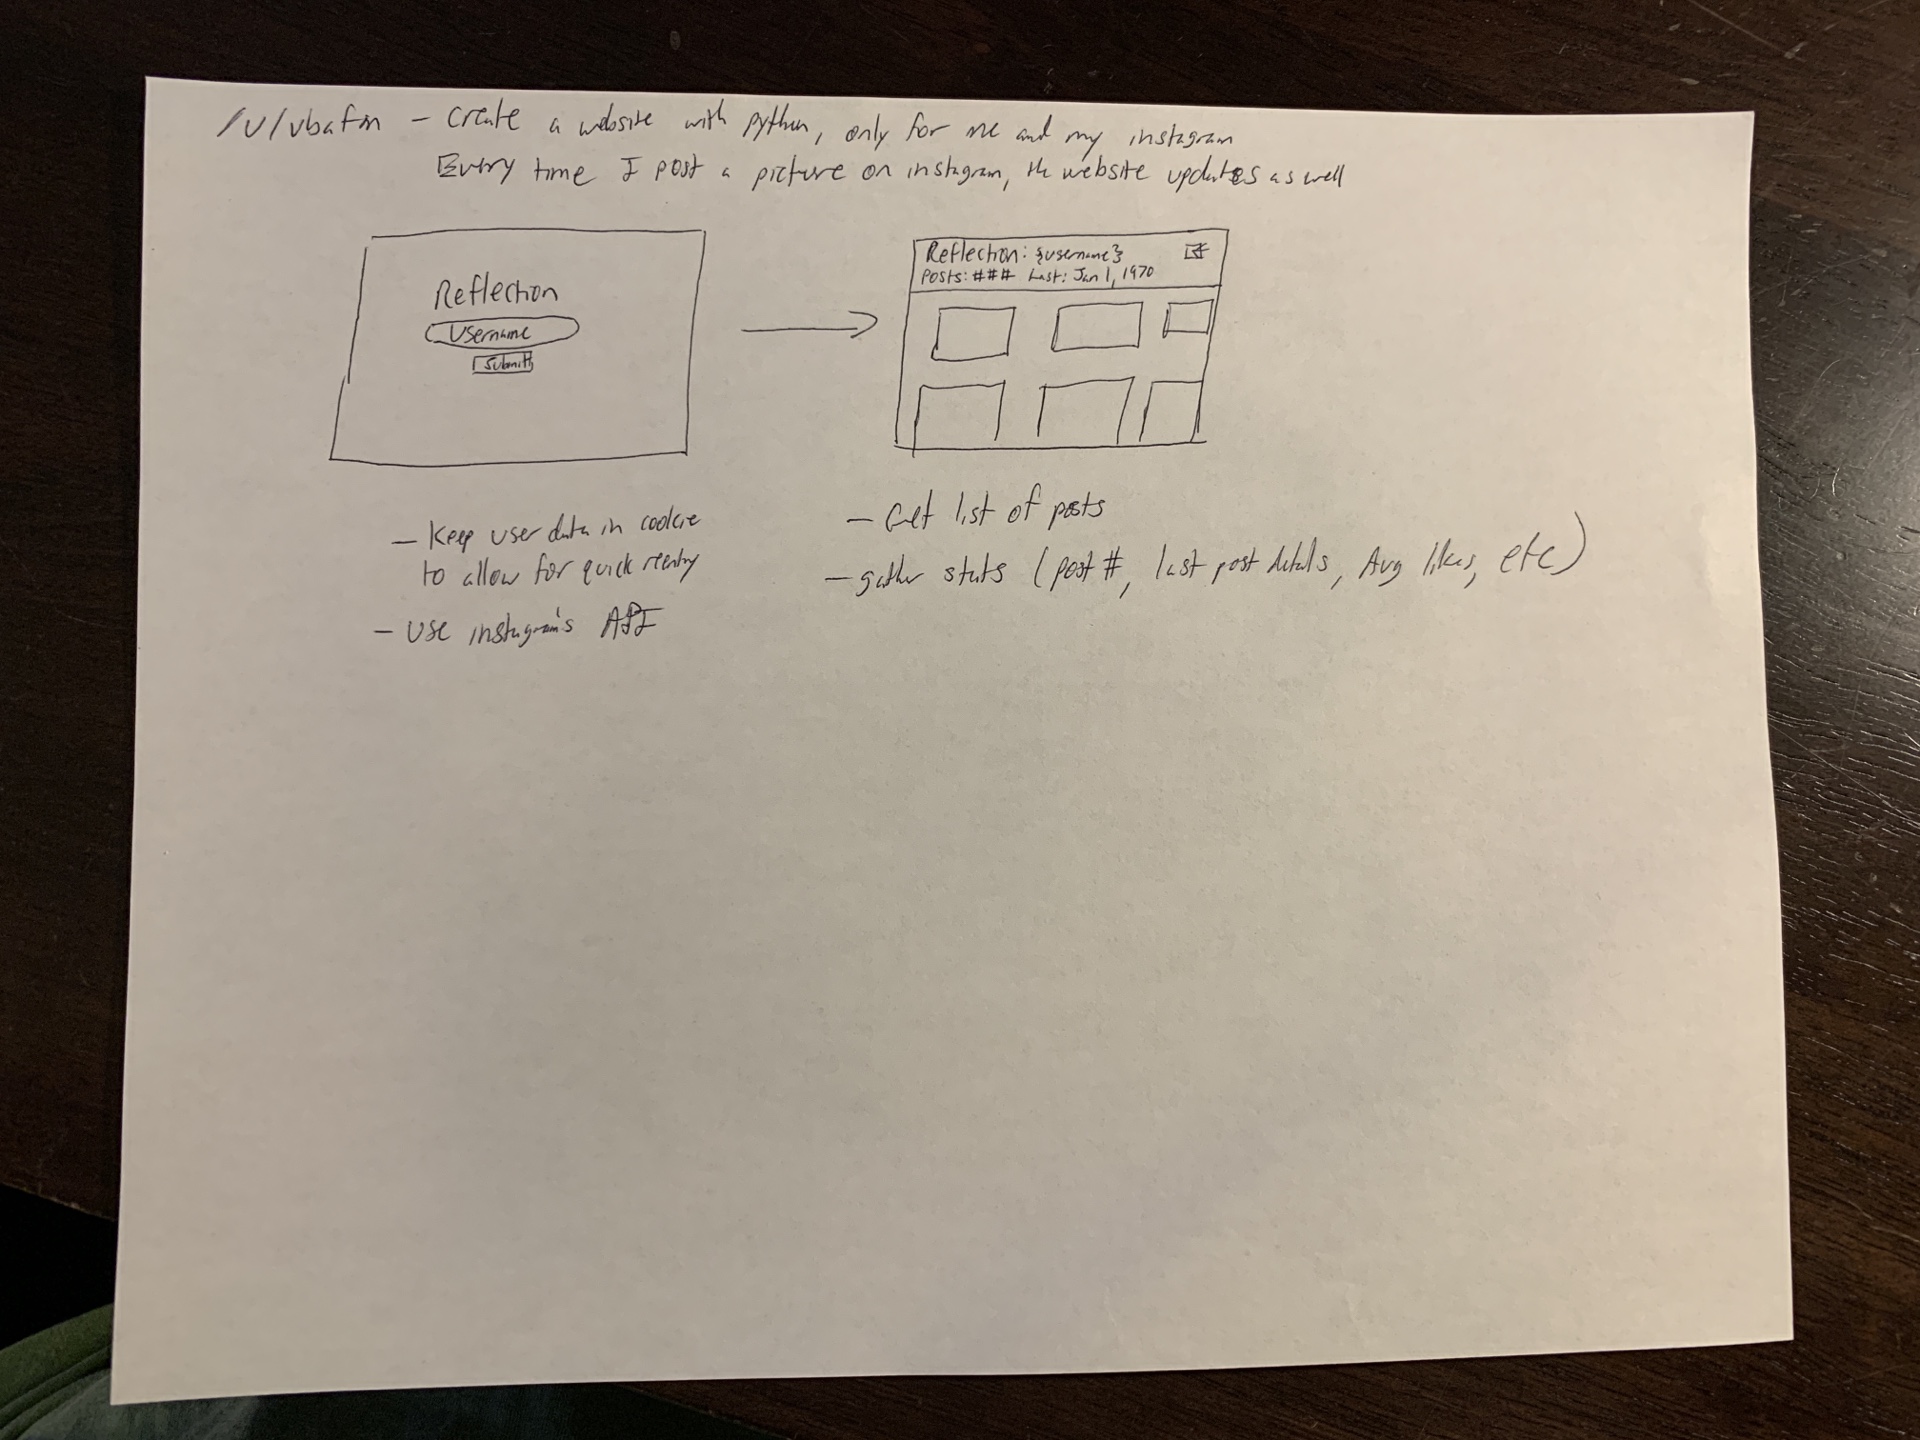 /u/vbafm - Create a website with python, only for me and my instagram
Every time I post a picture on instagram, the website updates as well
Reflection
Username
Submit
Reflection: {username}
Posts: ### Last: Jan 1, 1970
- Keep user data in cookie
to allow for quick reentry
- Use instagram's API
- Get list of posts
- gather stats (post #, last post details, Avg likes, etc)